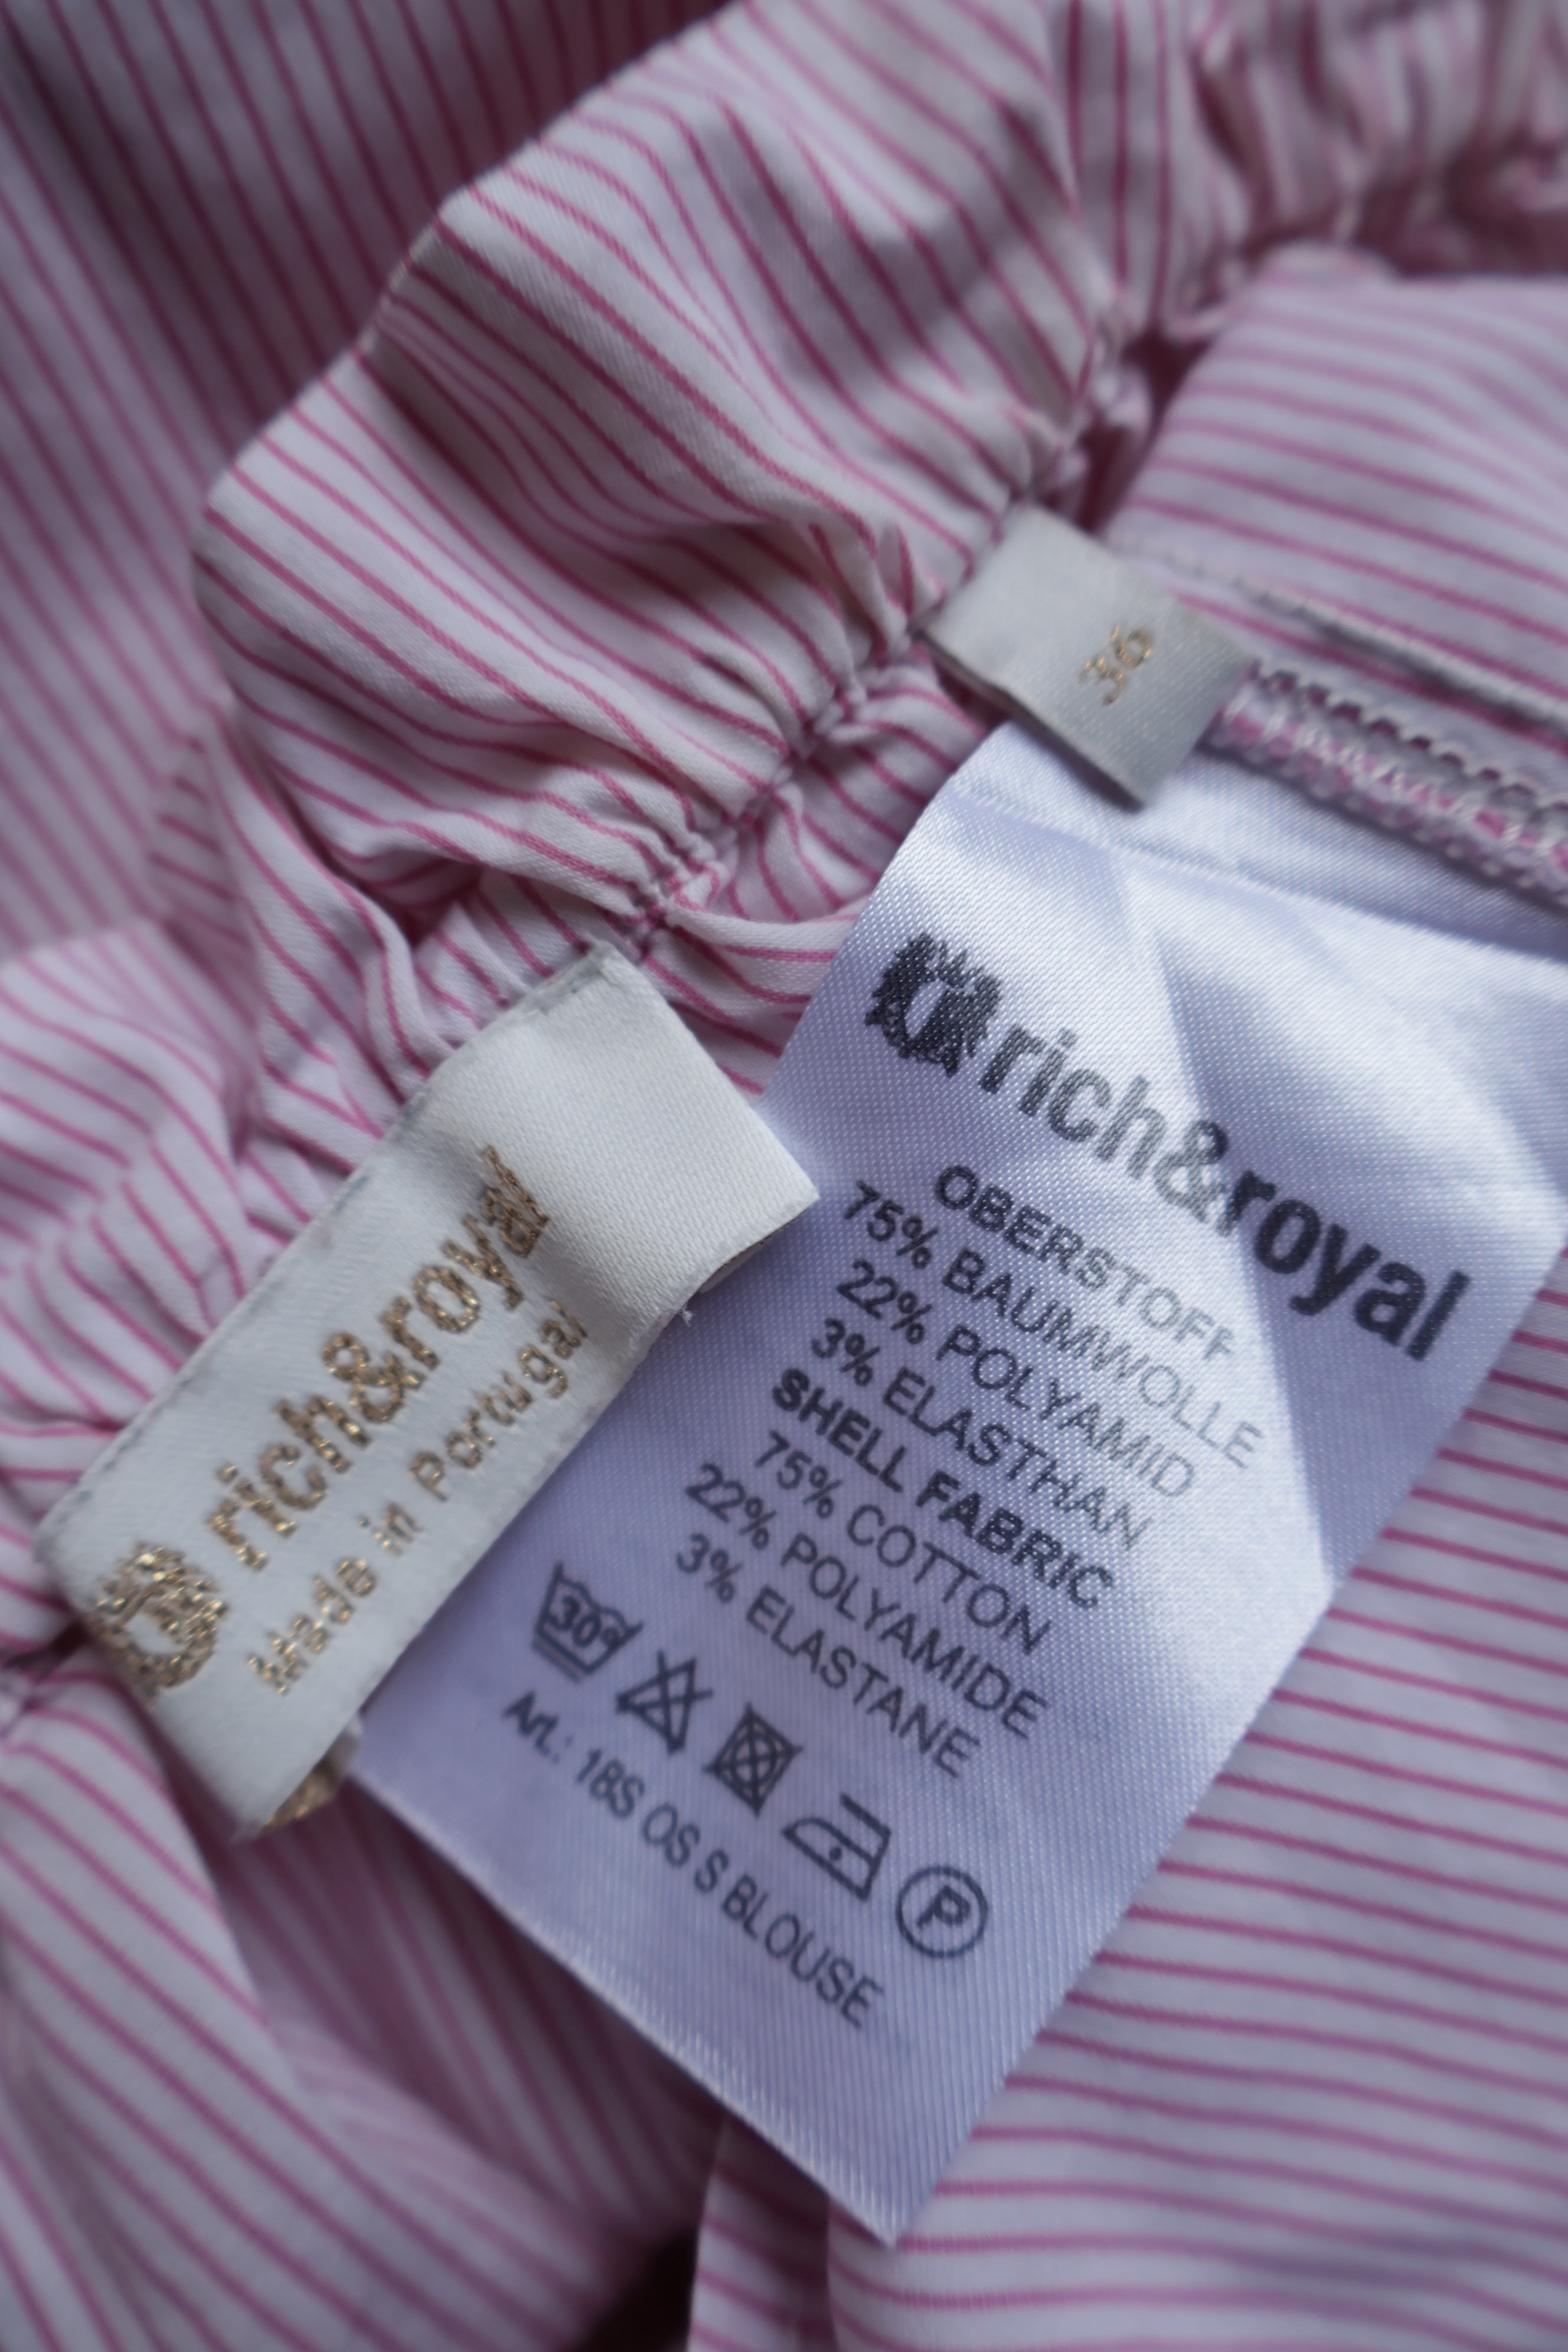 36
rich&royal
Made in Portugal
rich&royal
OBERSTOFF
75% BAUMWOLLE
22% POLYAMID
3% ELASTHAN
SHELL FABRIC
75% COTTON
22% POLYAMIDE
3% ELASTANE
30°
P
Art.: 18S OS S BLOUSE